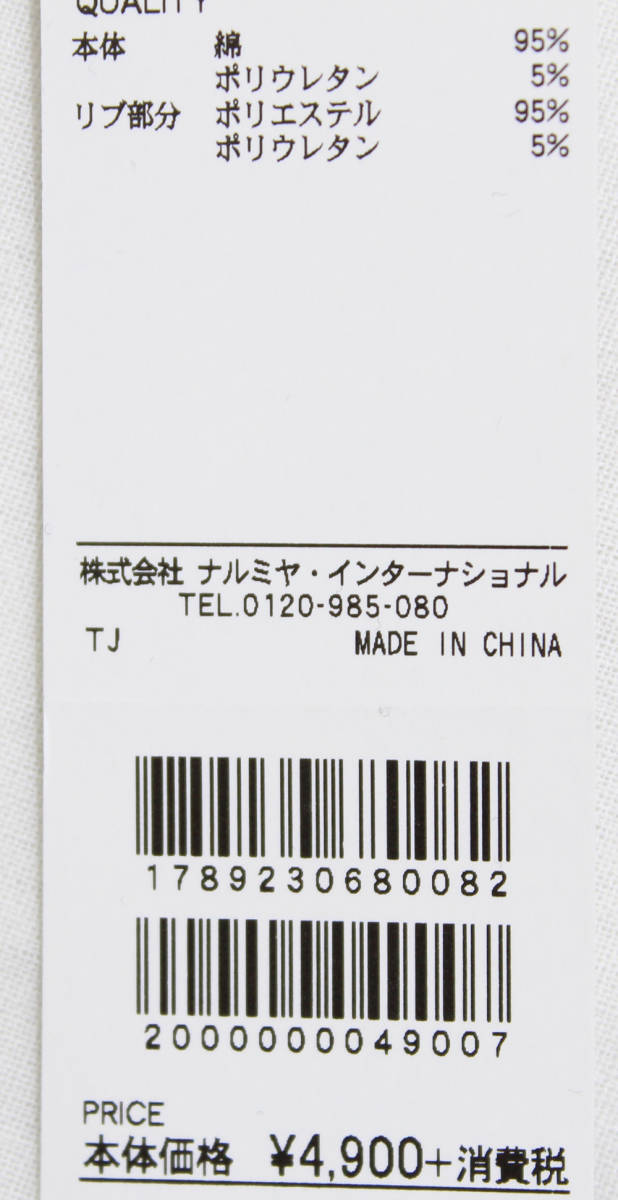 QUALITY
本体 綿 95%
ポリウレタン 5%
リブ部分 ポリエステル 95%
ポリウレタン 5%
株式会社 ナルミヤ・インターナショナル
TEL.0120-985-080
TJ MADE IN CHINA
1789230680082
2000000049007
PRICE
本体価格 ¥4,900+消費税